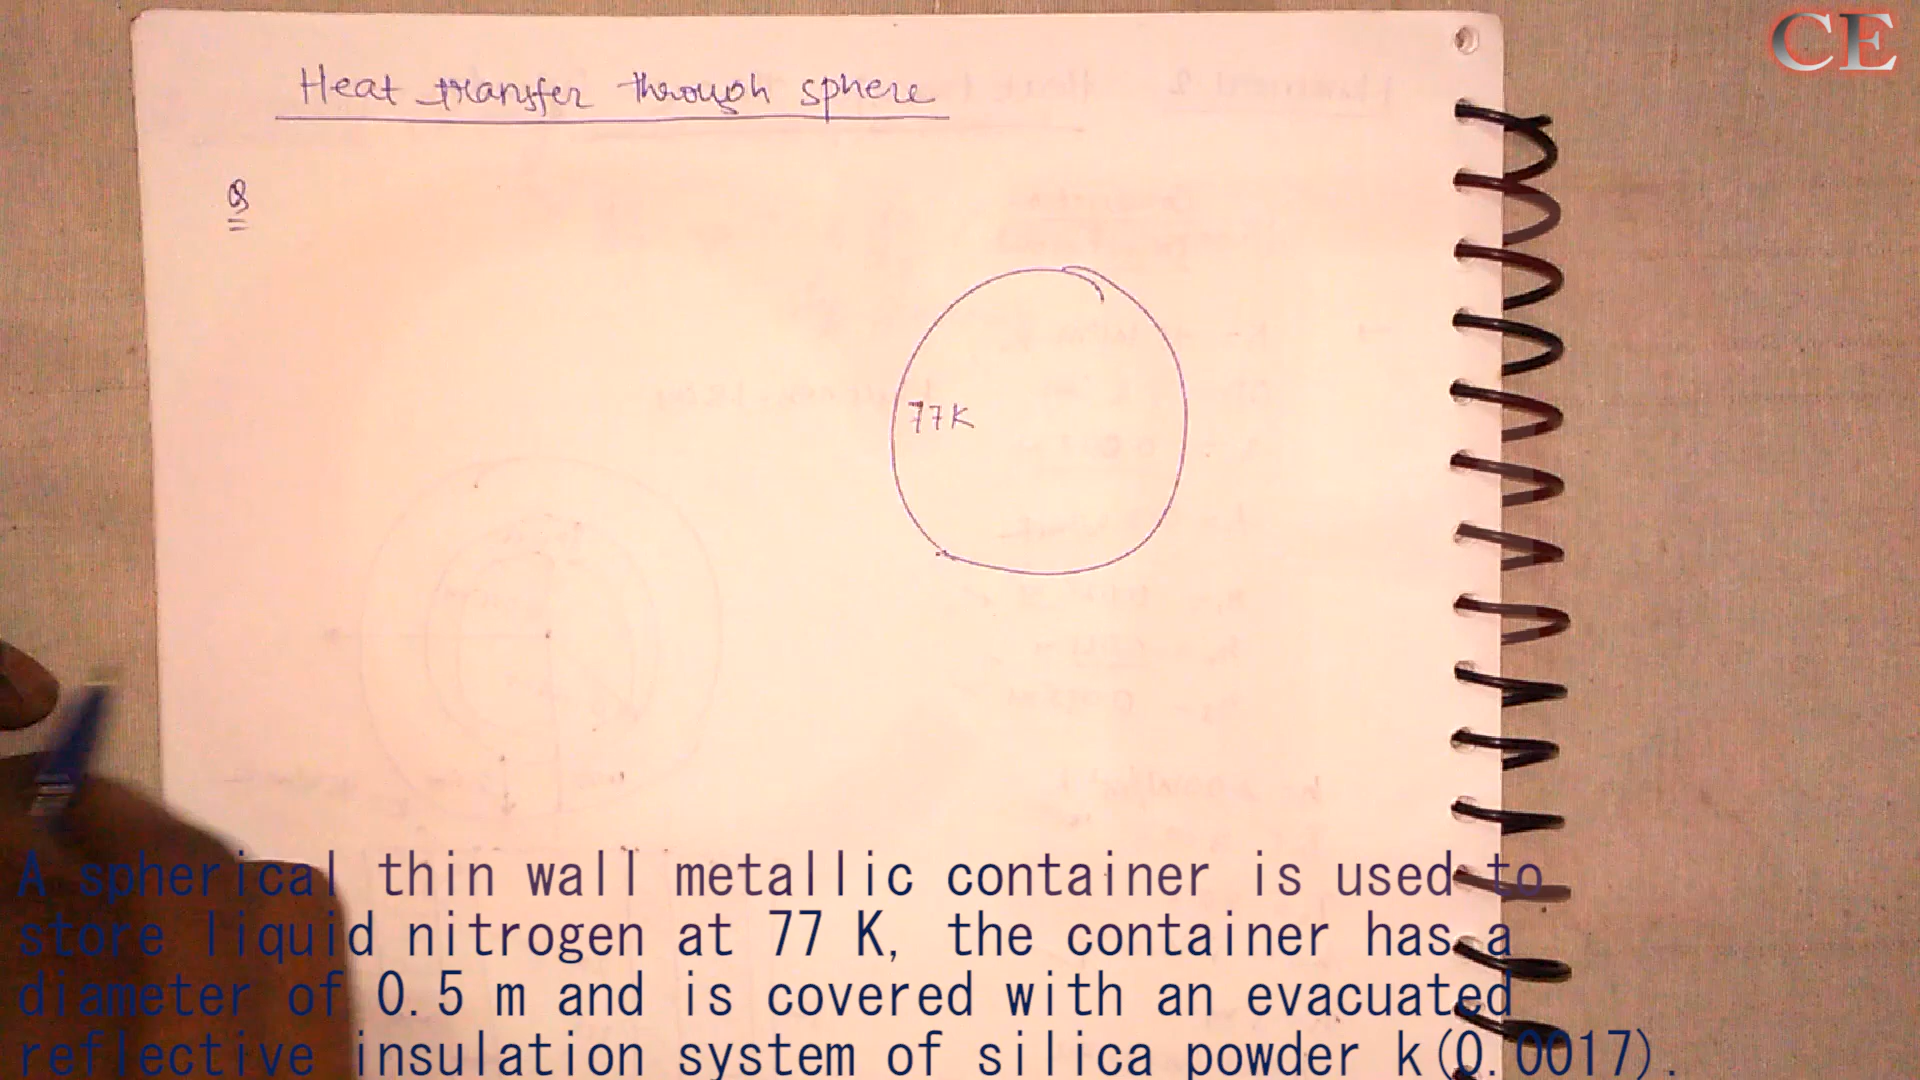 CE
Heat transfer through sphere
Q
77K
A spherical thin wall metallic container is used to
store liquid nitrogen at 77 K, the container has a
diameter of 0.5 m and is covered with an evacuated
reflective insulation system of silica powder k(0.0017).